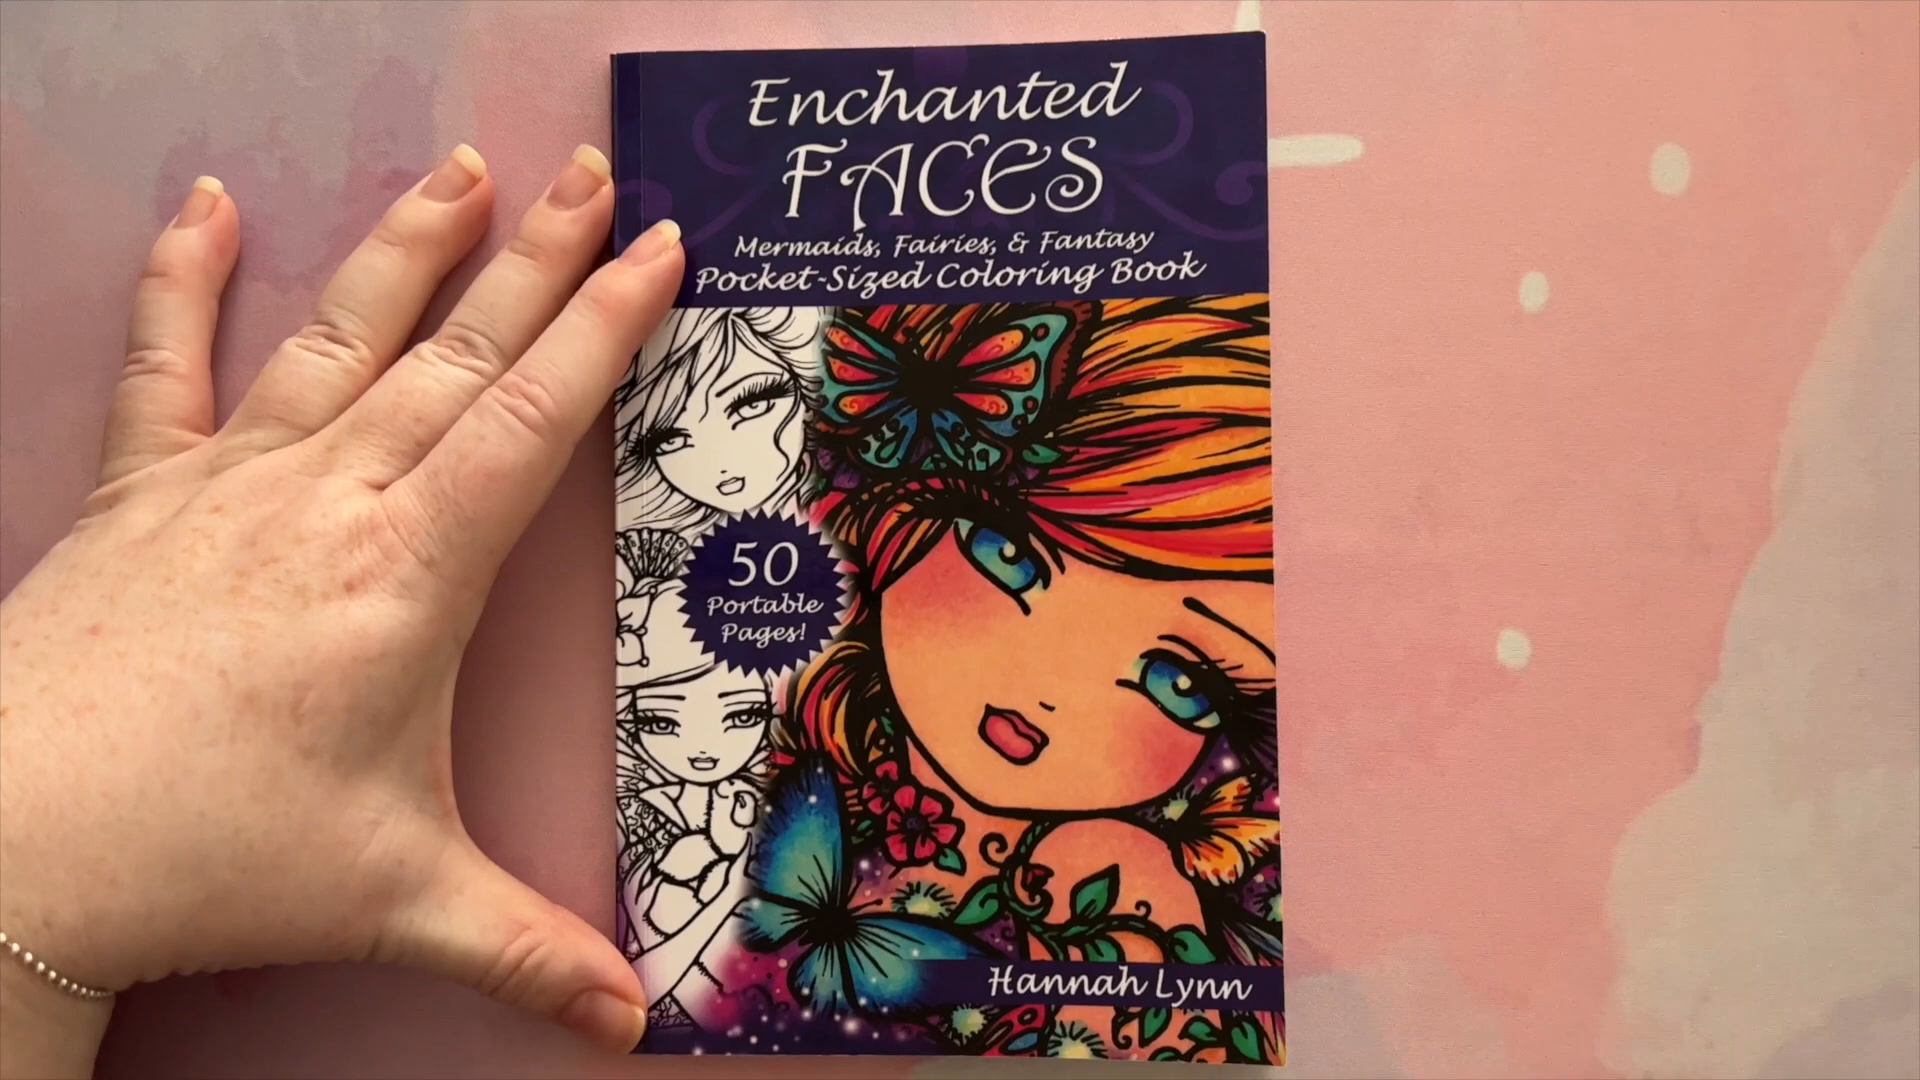 Enchanted
FACES
Mermaids, Fairies, & Fantasy
Pocket-Sized Coloring Book
50
Portable
Pages!
Hannah Lynn